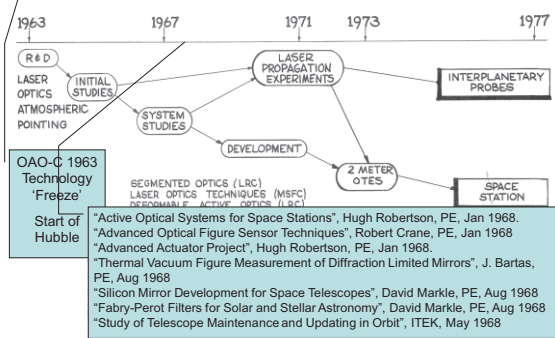 1963 1967 1971 1973 1977
R&D
LASER
OPTICS
ATMOSPHERIC
POINTING
INITIAL
STUDIES
SYSTEM
STUDIES
LASER
PROPAGATION
EXPERIMENTS
DEVELOPMENT
2 METER
OTES
INTERPLANETARY
PROBES
SPACE
STATION
SEGMENTED OPTICS (LRC)
LASER OPTICS TECHNIQUES (MSFC)
DEFORMABLE ACTIVE OPTICS (LRC)
OAO-C 1963
Technology
'Freeze'
Start of
Hubble
“Active Optical Systems for Space Stations”, Hugh Robertson, PE, Jan 1968.
“Advanced Optical Figure Sensor Techniques”, Robert Crane, PE, Jan 1968
“Advanced Actuator Project”, Hugh Robertson, PE, Jan 1968.
“Thermal Vacuum Figure Measurement of Diffraction Limited Mirrors”, J. Bartas,
PE, Aug 1968
“Silicon Mirror Development for Space Telescopes”, David Markle, PE, Aug 1968
“Fabry-Perot Filters for Solar and Stellar Astronomy”, David Markle, PE, Aug 1968
“Study of Telescope Maintenance and Updating in Orbit”, ITEK, May 1968